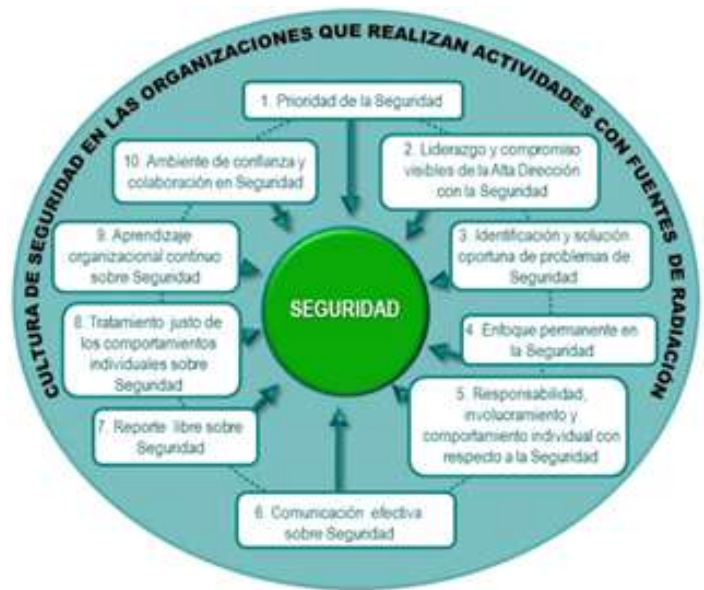 CULTURA DE SEGURIDAD EN LAS ORGANIZACIONES QUE REALIZAN ACTIVIDADES CON FUENTES DE RADIACIÓN
1. Prioridad de la Seguridad
2. Liderazgo y compromiso
visibles de la Alta Dirección
con la Seguridad
3. Identificación y solución
oportuna de problemas de
Seguridad
4 Enfoque permanente en
la Seguridad
5. Responsabilidad,
involucramiento y
comportamiento individual con
respecto a la Seguridad
6. Comunicación efectiva
sobre Seguridad
7. Reporte libre sobre
Seguridad
8. Tratamiento justo de
los comportamientos
individuales sobre
Seguridad
9. Aprendizaje
organizacional continuo
sobre Seguridad
10. Ambiente de confianza y
colaboración en Seguridad
SEGURIDAD